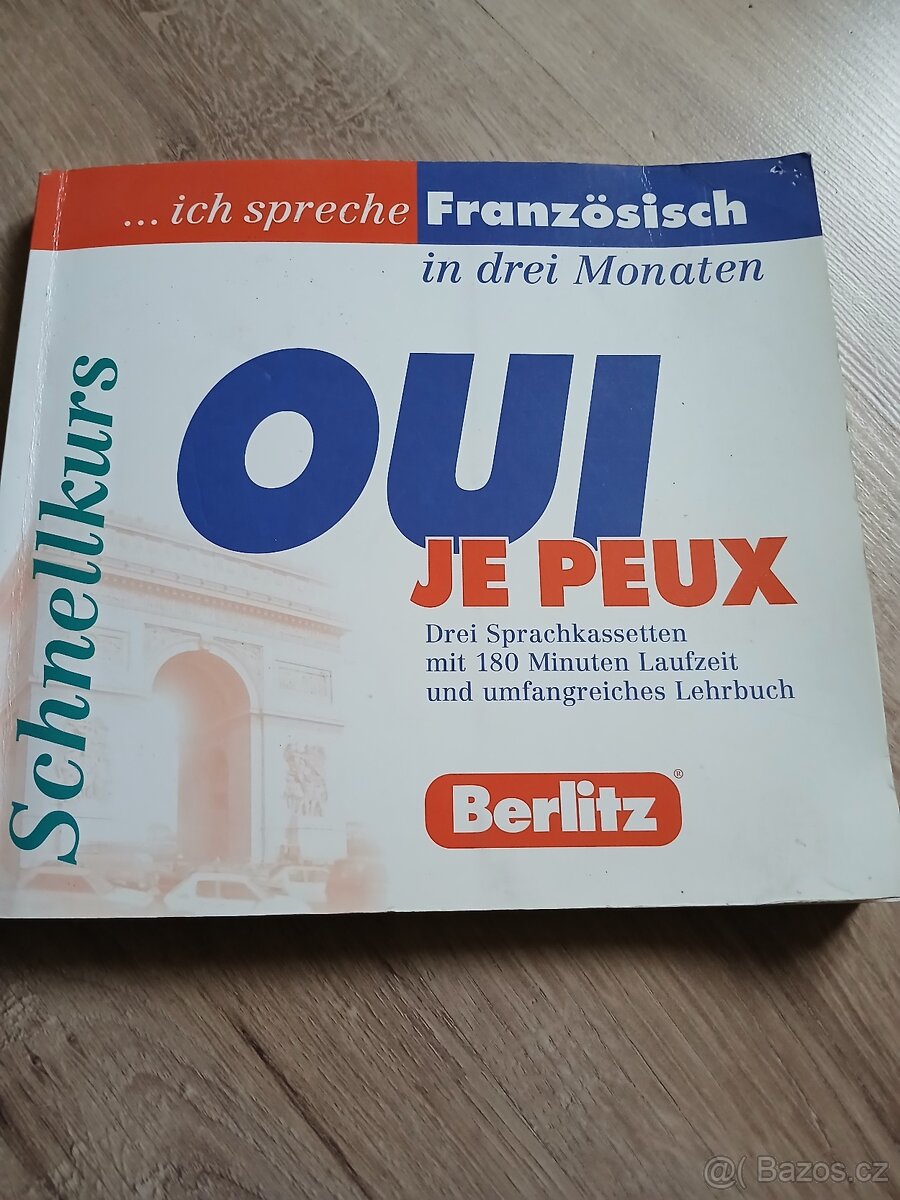 ... ich spreche Französisch
in drei Monaten
Schnellkurs
OUI
JE PEUX
Drei Sprachkassetten
mit 180 Minuten Laufzeit
und umfangreiches Lehrbuch
Berlitz®
@( Bazos.cz